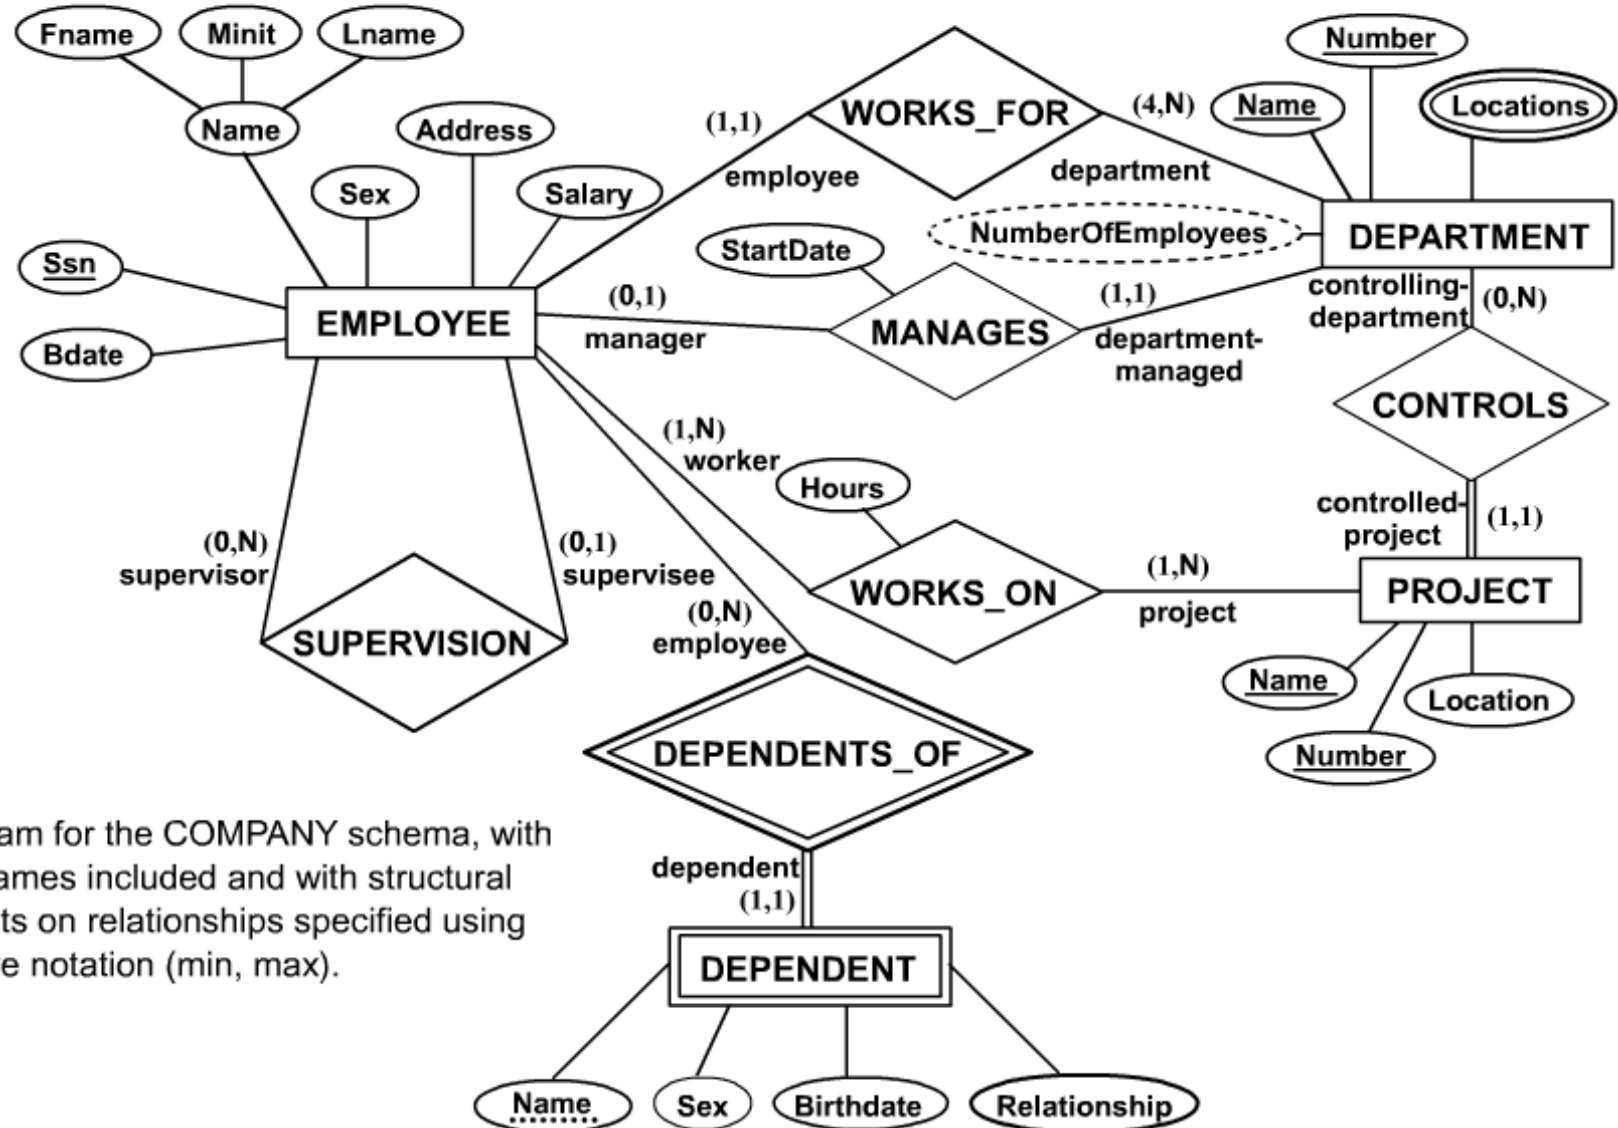 Fname
Minit
Lname
Name
Address
Sex
Salary
Ssn
Bdate
EMPLOYEE
(1,1)
employee
WORKS_FOR
(4,N)
department
Number
Name
Locations
NumberOfEmployees
DEPARTMENT
StartDate
(0,1)
manager
MANAGES
(1,1)
department-
managed
controlling-
department
(0,N)
CONTROLS
controlled-
project
(1,1)
PROJECT
(1,N)
worker
Hours
WORKS_ON
(1,N)
project
Name
Number
Location
(0,N)
supervisor
(0,1)
supervisee
SUPERVISION
(0,N)
employee
DEPENDENTS_OF
dependent
(1,1)
DEPENDENT
Name
Sex
Birthdate
Relationship
am for the COMPANY schema, with
ames included and with structural
ts on relationships specified using
e notation (min, max).